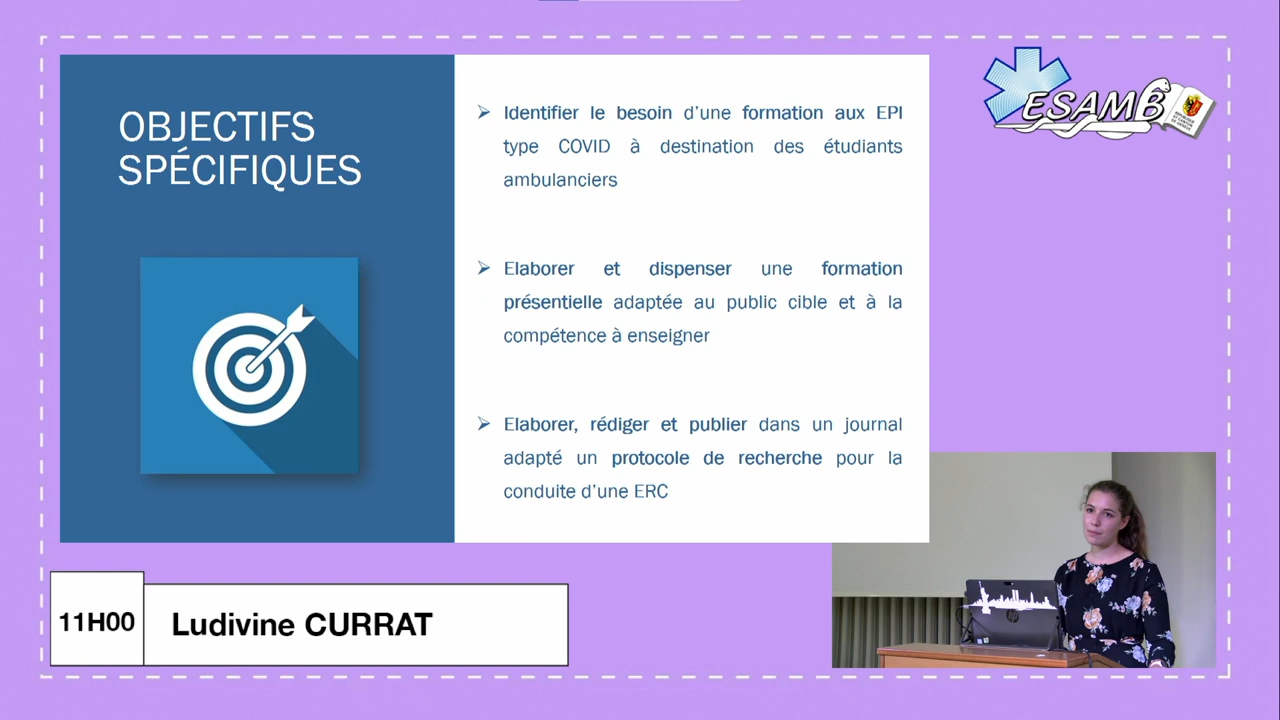 OBJECTIFS
SPÉCIFIQUES
Identifier le besoin d’une formation aux EPI
type COVID à destination des étudiants
ambulanciers
Elaborer et dispenser une formation
présentielle adaptée au public cible et à la
compétence à enseigner
Elaborer, rédiger et publier dans un journal
adapté un protocole de recherche pour la
conduite d’une ERC
ESAMB
11H00
Ludivine CURRAT
hp